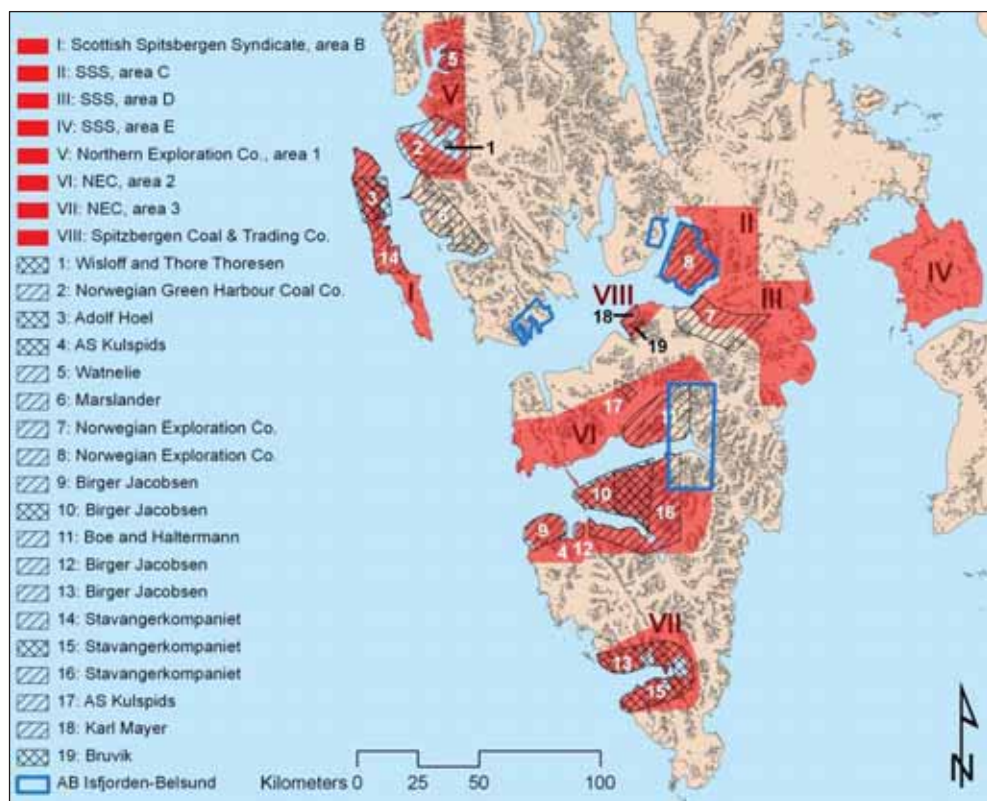 I: Scottish Spitsbergen Syndicate, area B
II: SSS, area C
III: SSS, area D
IV: SSS, area E
V: Northern Exploration Co., area 1
VI: NEC, area 2
VII: NEC, area 3
VIII: Spitzbergen Coal & Trading Co.
1: Wisloff and Thore Thoresen
2: Norwegian Green Harbour Coal Co.
3: Adolf Hoel
4: AS Kulspids
5: Watnelie
6: Marslander
7: Norwegian Exploration Co.
8: Norwegian Exploration Co.
9: Birger Jacobsen
10: Birger Jacobsen
11: Boe and Haltermann
12: Birger Jacobsen
13: Birger Jacobsen
14: Stavangerkompaniet
15: Stavangerkompaniet
16: Stavangerkompaniet
17: AS Kulspids
18: Karl Mayer
19: Bruvik
AB Isfjorden-Belsund
5
V
2
1
3
6
14
I
II
8
IV
VIII
III
18
7
19
17
VI
10
16
9
4
12
VII
13
15
Kilometers 0 25 50 100
N